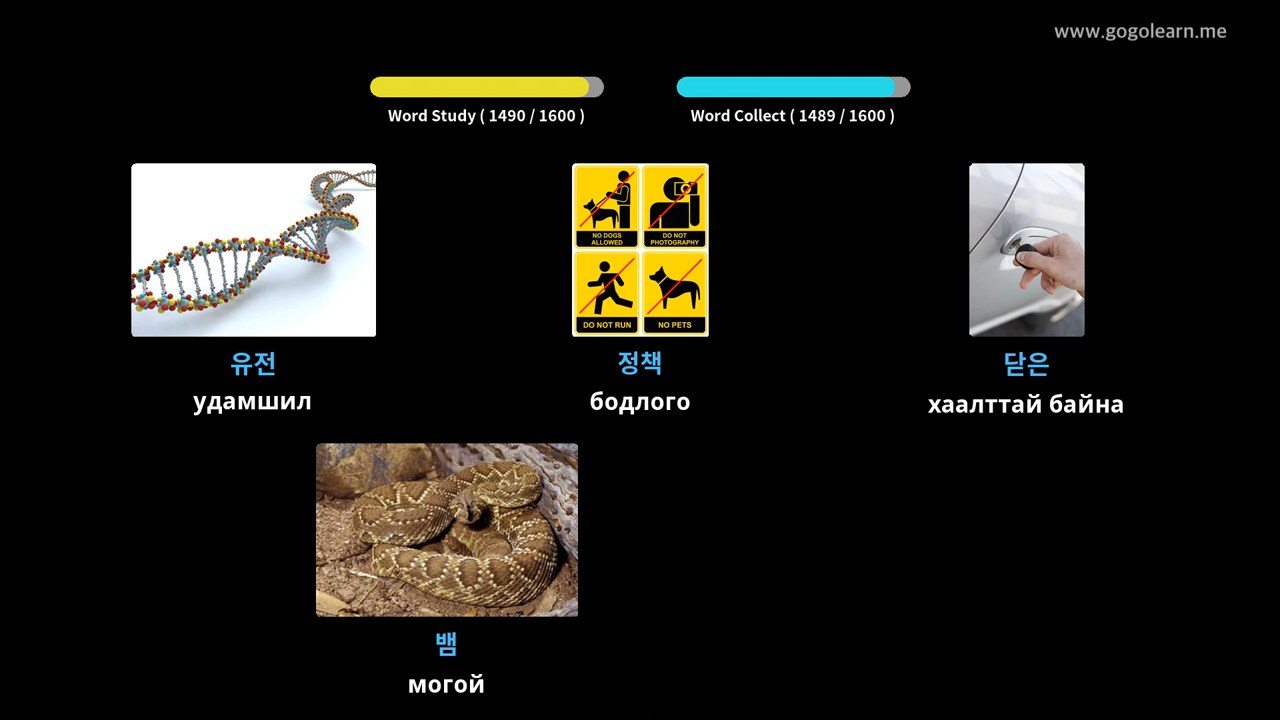 www.gogolearn.me
Word Study ( 1490 / 1600 )
Word Collect ( 1489 / 1600 )
NO DOGS
ALLOWED
DO NOT
PHOTOGRAPHY
DO NOT RUN
NO PETS
유전
удамшил
정책
бодлого
닫은
хаалттай байна
뱀
могой